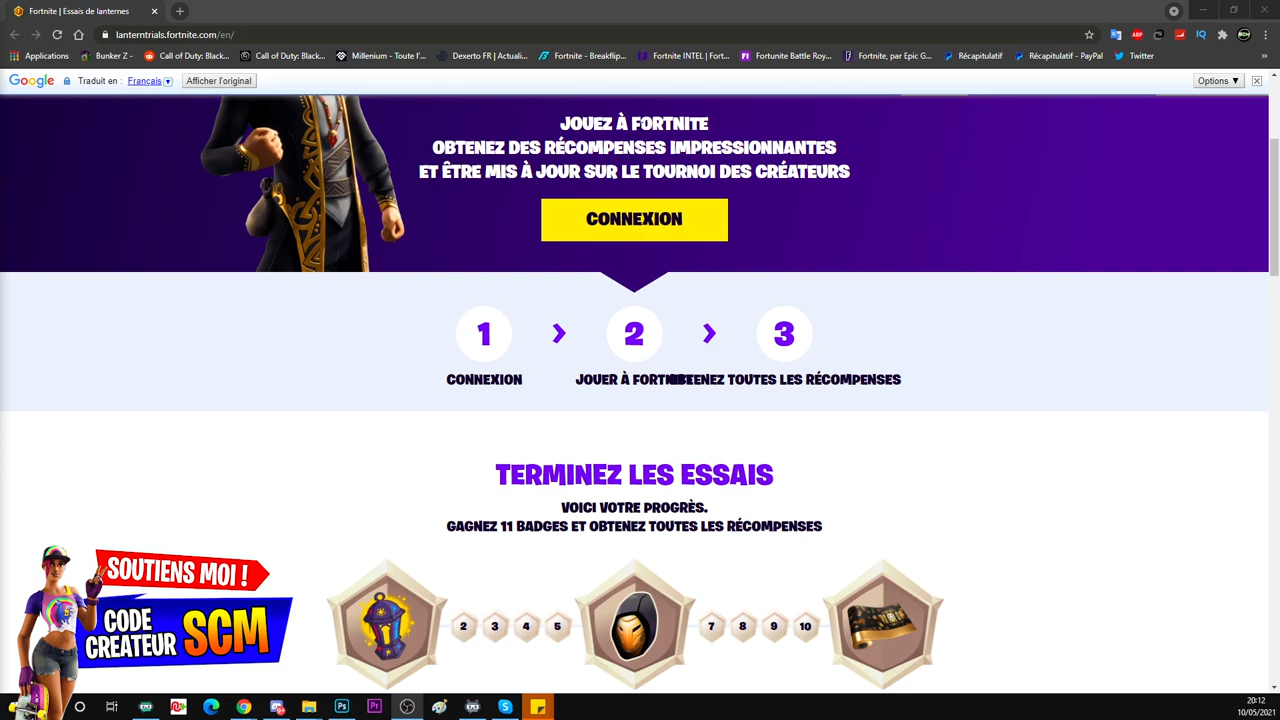 Fortnite | Essais de lanternes
lanterntrials.fortnite.com/en/
Applications
Bunker Z -
Call of Duty: Black...
Call of Duty: Black...
Millenium - Toute l'...
Dexerto FR | Actuali...
Fortnite - Breakflip...
Fortnite INTEL | Fort...
Fortunite Battle Roy...
Fortnite, par Epic G...
Récapitulatif
Récapitulatif - PayPal
Twitter
Google Traduit en : Français Afficher l'original Options ▼
JOUEZ À FORTNITE
OBTENEZ DES RÉCOMPENSES IMPRESSIONNANTES
ET ÊTRE MIS À JOUR SUR LE TOURNOI DES CRÉATEURS
CONNEXION
1 > 2 > 3
CONNEXION JOUER À FORTNITE OBTENEZ TOUTES LES RÉCOMPENSES
TERMINEZ LES ESSAIS
VOICI VOTRE PROGRÈS.
GAGNEZ 11 BADGES ET OBTENEZ TOUTES LES RÉCOMPENSES
2 3 4 5 7 8 9 10
SOUTIENS MOI !
CODE
CRÉATEUR SCM
20:12
10/05/2021